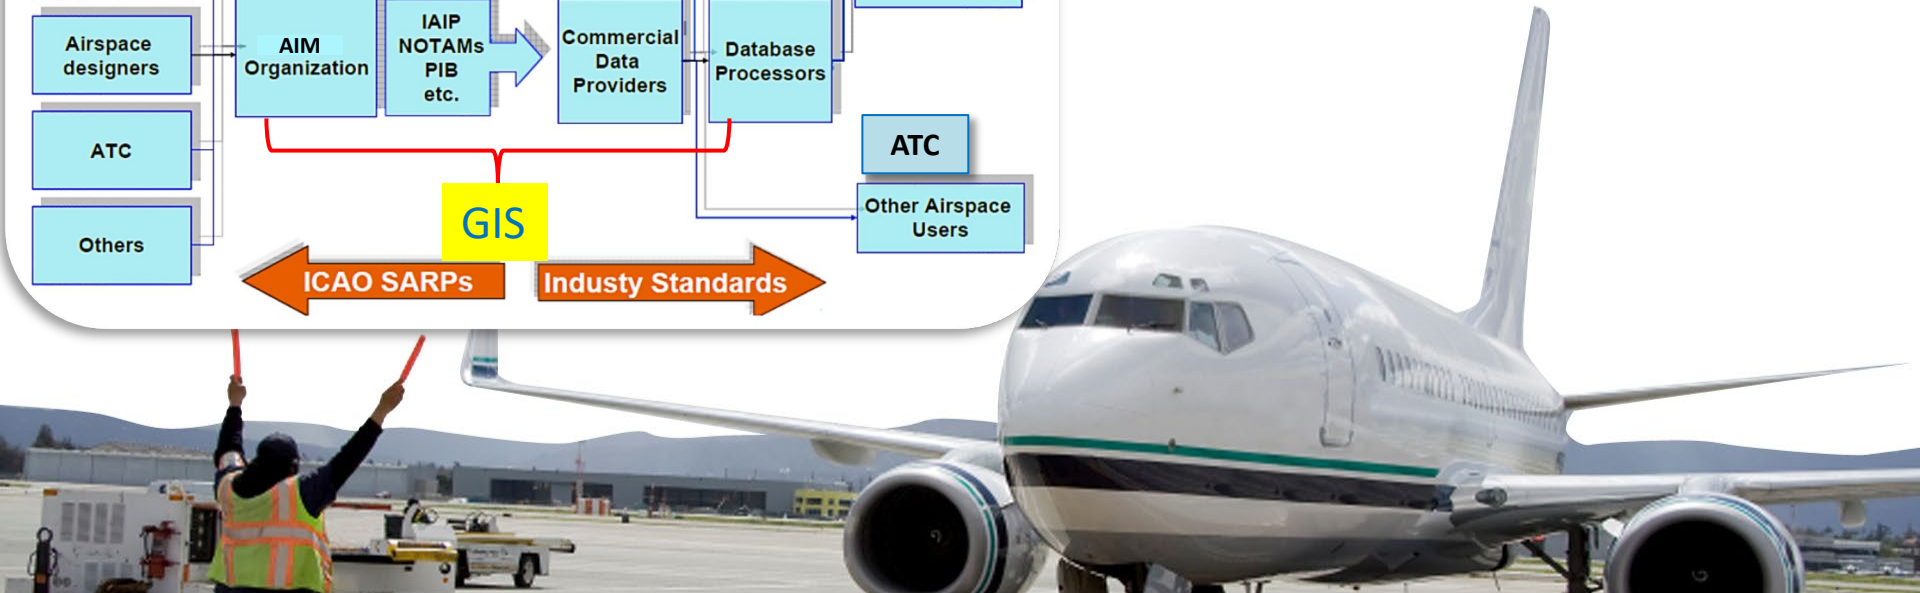 Airspace
designers
ATC
Others
AIM
Organization
IAIP
NOTAMs
PIB
etc.
Commercial
Data
Providers
Database
Processors
ATC
Other Airspace
Users
GIS
ICAO SARPs
Industy Standards